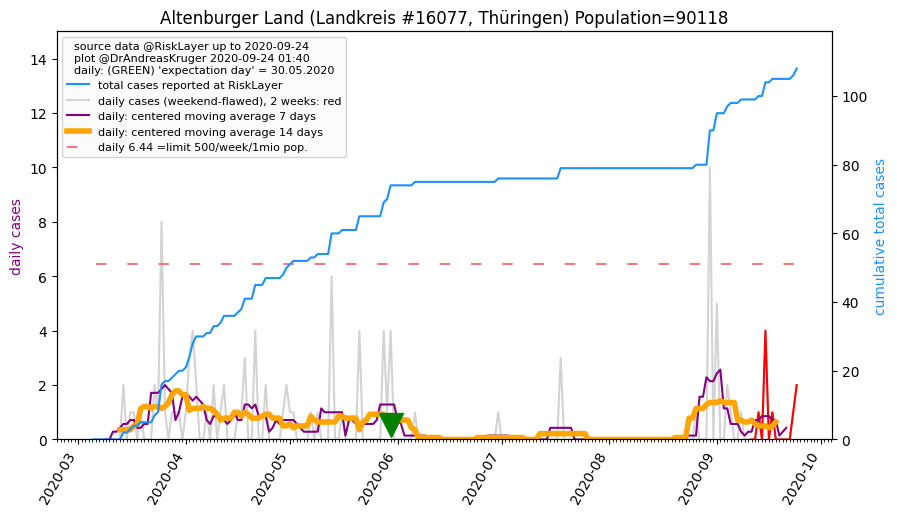 Altenburger Land (Landkreis #16077, Thüringen) Population=90118
source data @RiskLayer up to 2020-09-24
plot @DrAndreasKruger 2020-09-24 01:40
daily: (GREEN) 'expectation day' = 30.05.2020
total cases reported at RiskLayer
daily cases (weekend-flawed), 2 weeks: red
daily: centered moving average 7 days
daily: centered moving average 14 days
daily 6.44 =limit 500/week/1mio pop.
daily cases
14
12
10
8
6
4
2
0
cumulative total cases
100
80
60
40
20
0
2020-03
2020-04
2020-05
2020-06
2020-07
2020-08
2020-09
2020-10